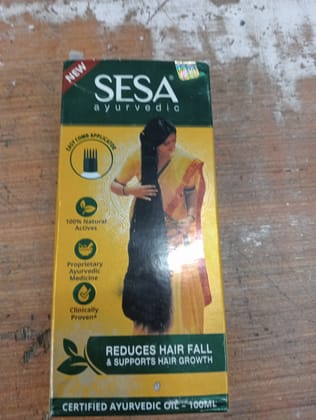 NEW
SESA®
ayurvedic
EASY COMB APPLICATOR
100% Natural
Actives
Proprietary
Ayurvedic
Medicine
Clinically
Proven*
REDUCES HAIR FALL
& SUPPORTS HAIR GROWTH
CERTIFIED AYURVEDIC OIL - 100ML